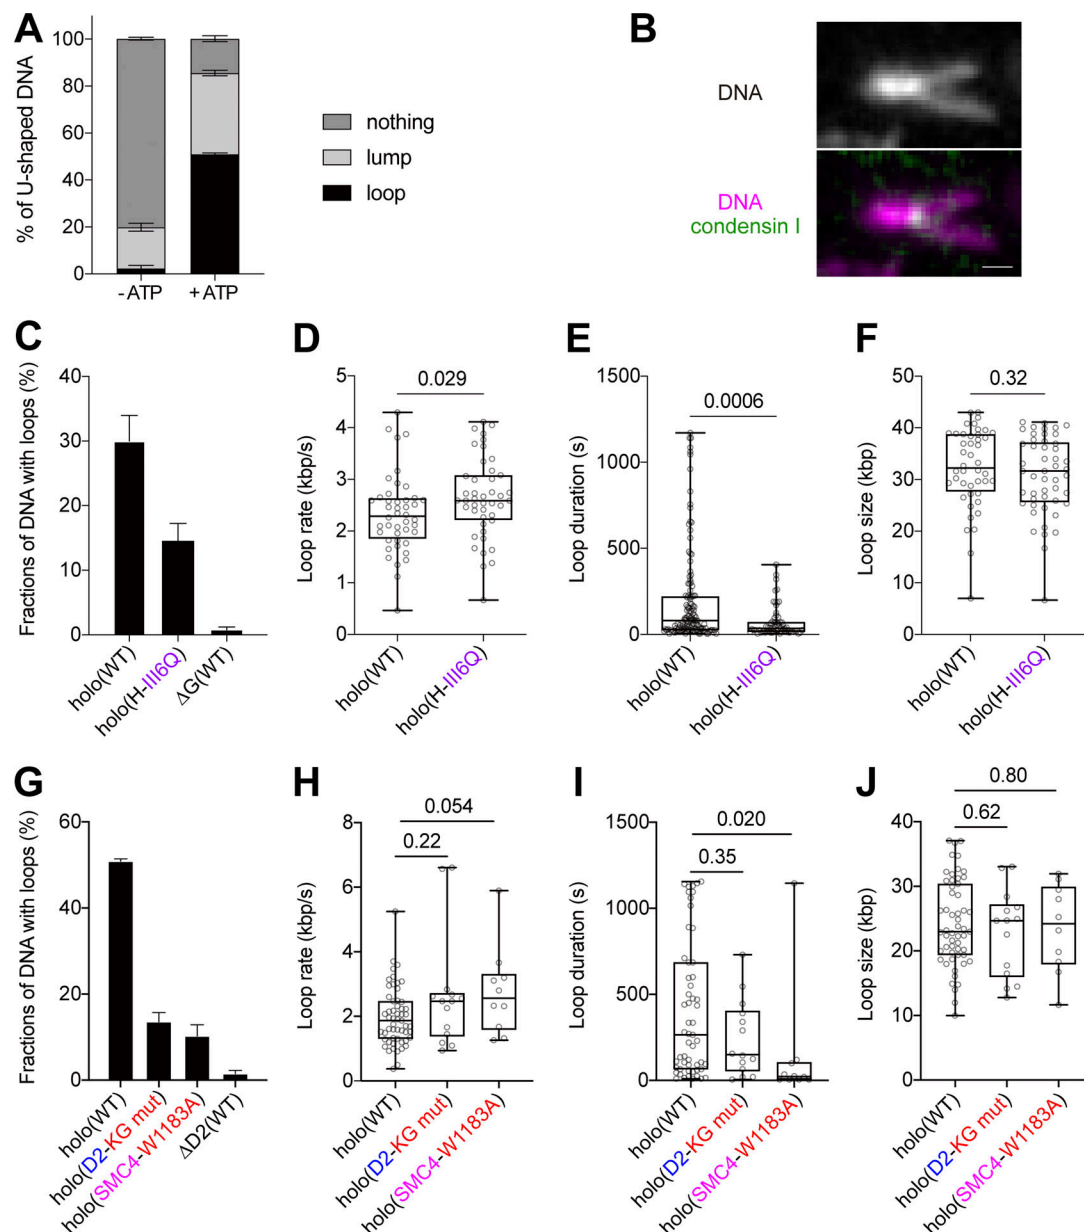 A
% of U-shaped DNA
100
80
60
40
20
0
-ATP
+ATP
nothing
lump
loop
B
DNA
DNA
condensin I
C
Fractions of DNA with loops (%)
40
30
20
10
0
holo(WT)
holo(H-III6Q)
ΔG(WT)
D
Loop rate (kbp/s)
5
4
3
2
1
0
0.029
holo(WT)
holo(H-III6Q)
E
Loop duration (s)
1500
1000
500
0
0.0006
holo(WT)
holo(H-III6Q)
F
Loop size (kbp)
50
40
30
20
10
0
0.32
holo(WT)
holo(H-III6Q)
G
Fractions of DNA with loops (%)
60
40
20
0
holo(WT)
holo(D2-KG mut)
holo(SMC4-W1183A)
ΔD2(WT)
H
Loop rate (kbp/s)
8
6
4
2
0
0.054
0.22
holo(WT)
holo(D2-KG mut)
holo(SMC4-W1183A)
I
Loop duration (s)
1500
1000
500
0
0.020
0.35
holo(WT)
holo(D2-KG mut)
holo(SMC4-W1183A)
J
Loop size (kbp)
40
30
20
10
0
0.80
0.62
holo(WT)
holo(D2-KG mut)
holo(SMC4-W1183A)